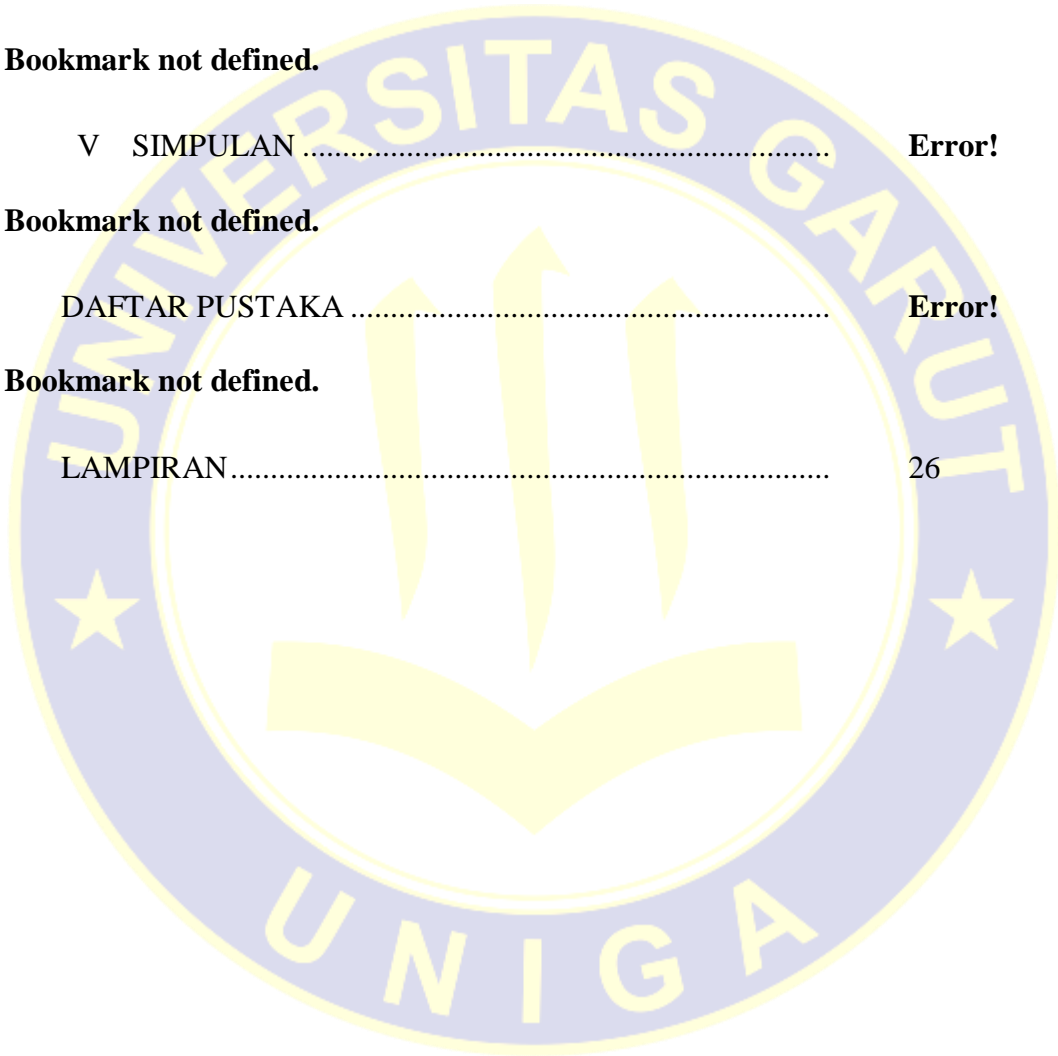 Bookmark not defined.
V SIMPULAN .................................................................. Error!
Bookmark not defined.
DAFTAR PUSTAKA ............................................................ Error!
Bookmark not defined.
LAMPIRAN ........................................................................... 26
UNIVERSITAS GARUT
UNIGA